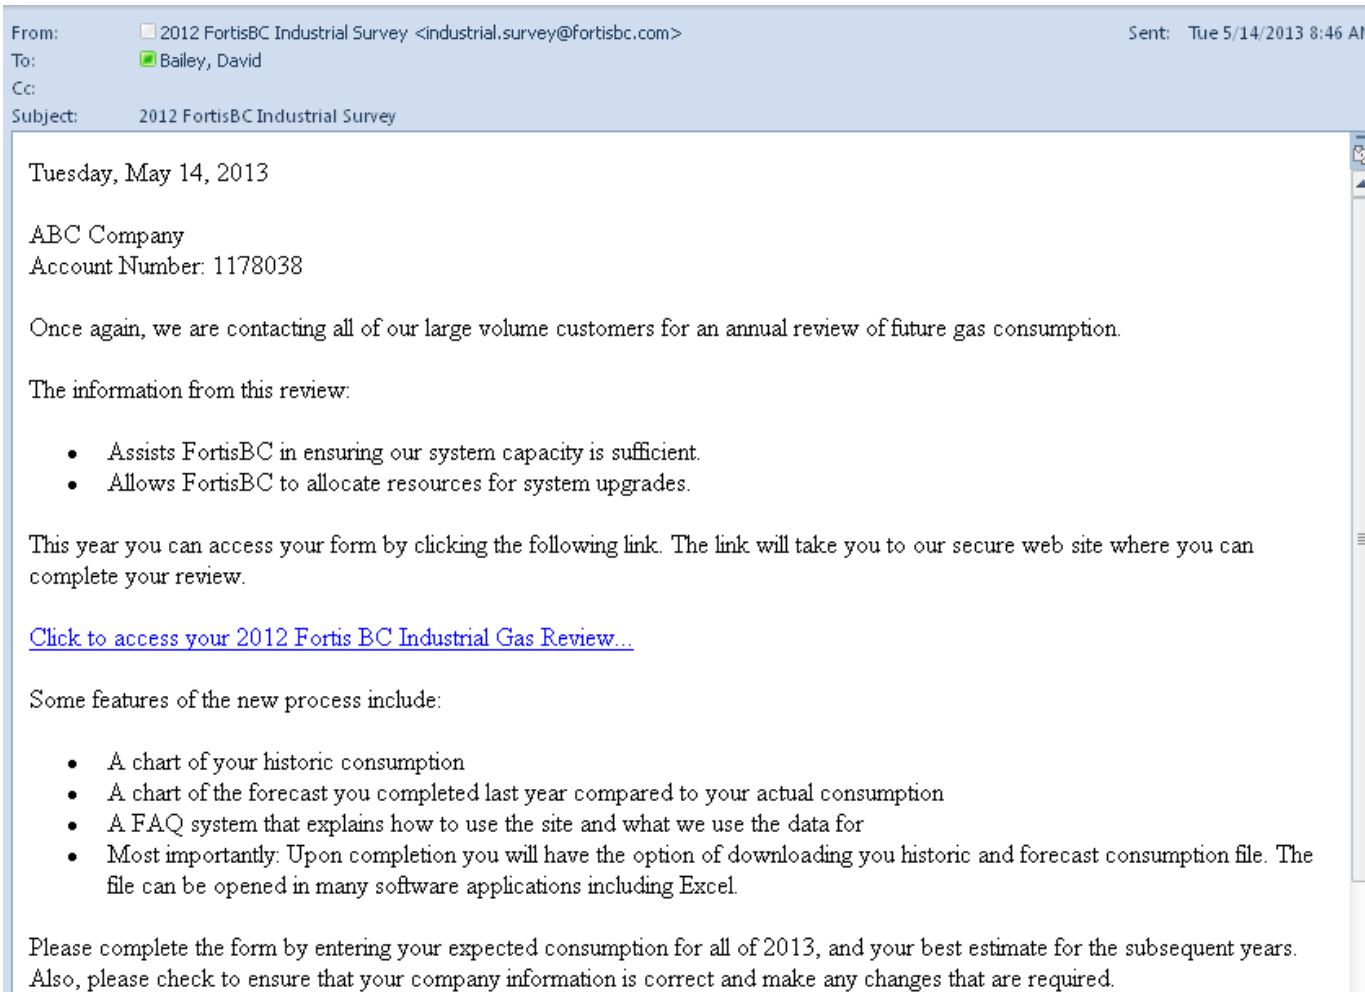 From: 2012 FortisBC Industrial Survey <industrial.survey@fortisbc.com> Sent: Tue 5/14/2013 8:46 AM
To: Bailey, David
Cc:
Subject: 2012 FortisBC Industrial Survey
Tuesday, May 14, 2013
ABC Company
Account Number: 1178038
Once again, we are contacting all of our large volume customers for an annual review of future gas consumption.
The information from this review:
• Assists FortisBC in ensuring our system capacity is sufficient.
• Allows FortisBC to allocate resources for system upgrades.
This year you can access your form by clicking the following link. The link will take you to our secure web site where you can
complete your review.
Click to access your 2012 Fortis BC Industrial Gas Review...
Some features of the new process include:
• A chart of your historic consumption
• A chart of the forecast you completed last year compared to your actual consumption
• A FAQ system that explains how to use the site and what we use the data for
• Most importantly: Upon completion you will have the option of downloading you historic and forecast consumption file. The
file can be opened in many software applications including Excel.
Please complete the form by entering your expected consumption for all of 2013, and your best estimate for the subsequent years.
Also, please check to ensure that your company information is correct and make any changes that are required.